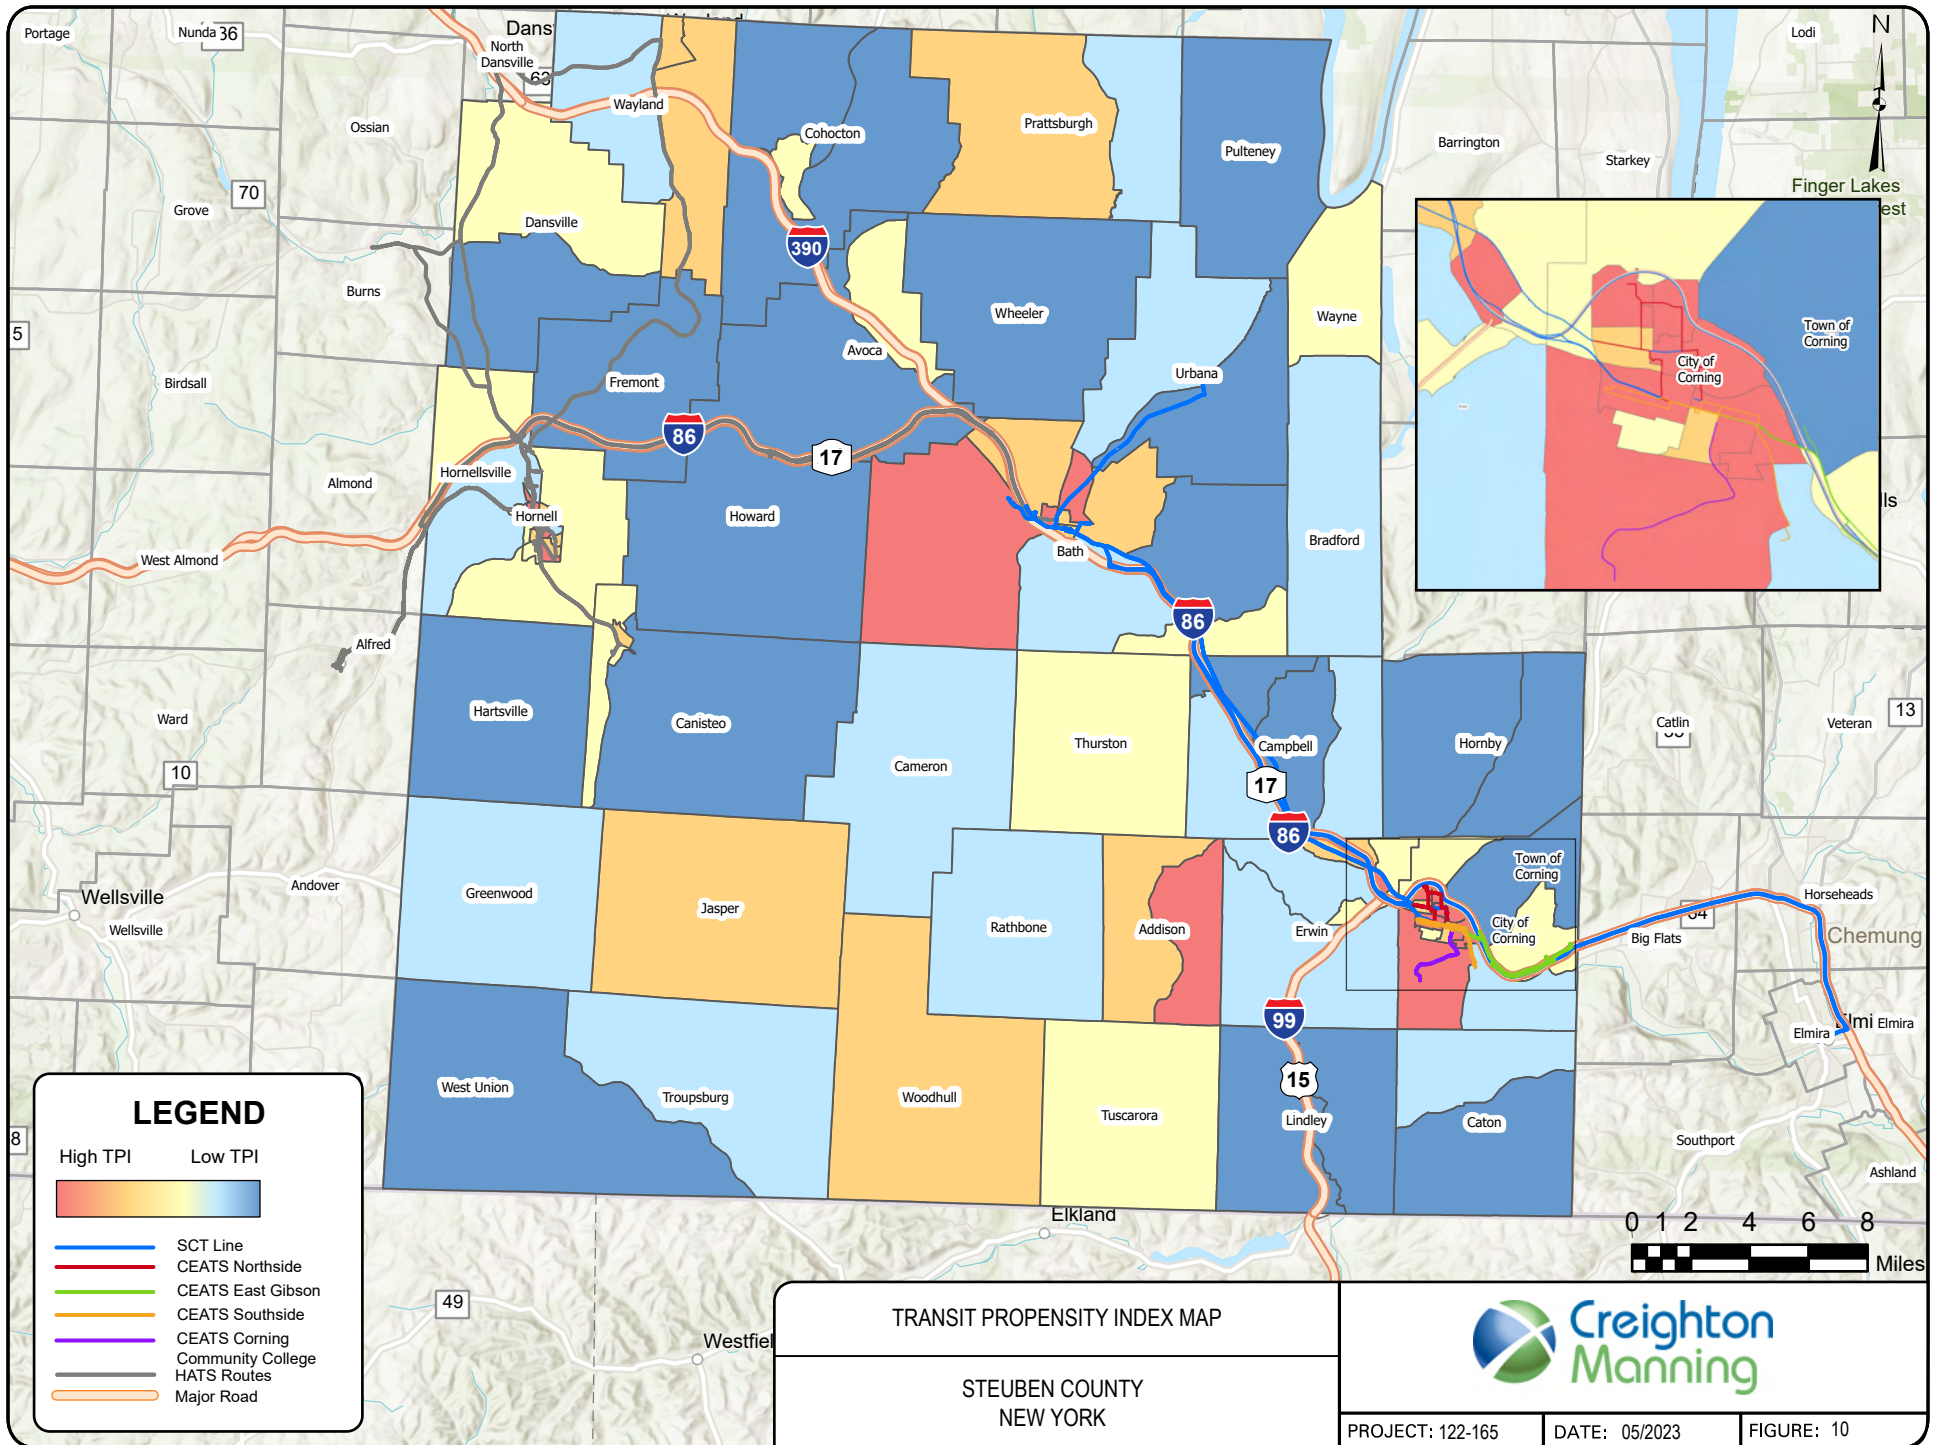 Portage
Nunda
36
Dans
North
Dansville
63
Wayland
Ossian
Cohocton
Prattsburgh
Pulteney
Barrington
Starkey
Lodi
N
Finger Lakes
est
70
Grove
Dansville
390
Burns
Wheeler
Wayne
Town of
Corning
5
Avoca
City of
Corning
Birdsall
Fremont
Urbana
86
17
Hornellsville
Almond
Hornell
Howard
lls
West Almond
Bath
Bradford
86
Alfred
Hartsville
Ward
Canisteo
Thurston
Campbell
Hornby
Catlin
Veteran
13
Cameron
10
17
86
Town of
Corning
Andover
Greenwood
Jasper
Wellsville
Wellsville
Rathbone
Addison
Erwin
City of
Corning
Horseheads
64
Big Flats
Chemung
99
Elmira
Elmi
Elmira
15
West Union
Troupsburg
Woodhull
Tuscarora
Lindley
Caton
Southport
Ashland
8
LEGEND
High TPI
Low TPI
SCT Line
CEATS Northside
CEATS East Gibson
CEATS Southside
CEATS Corning
Community College
HATS Routes
Major Road
Elkland
49
Westfiel
0 1 2 4 6 8
Miles
TRANSIT PROPENSITY INDEX MAP
STEUBEN COUNTY
NEW YORK
Creighton
Manning
PROJECT: 122-165
DATE: 05/2023
FIGURE: 10